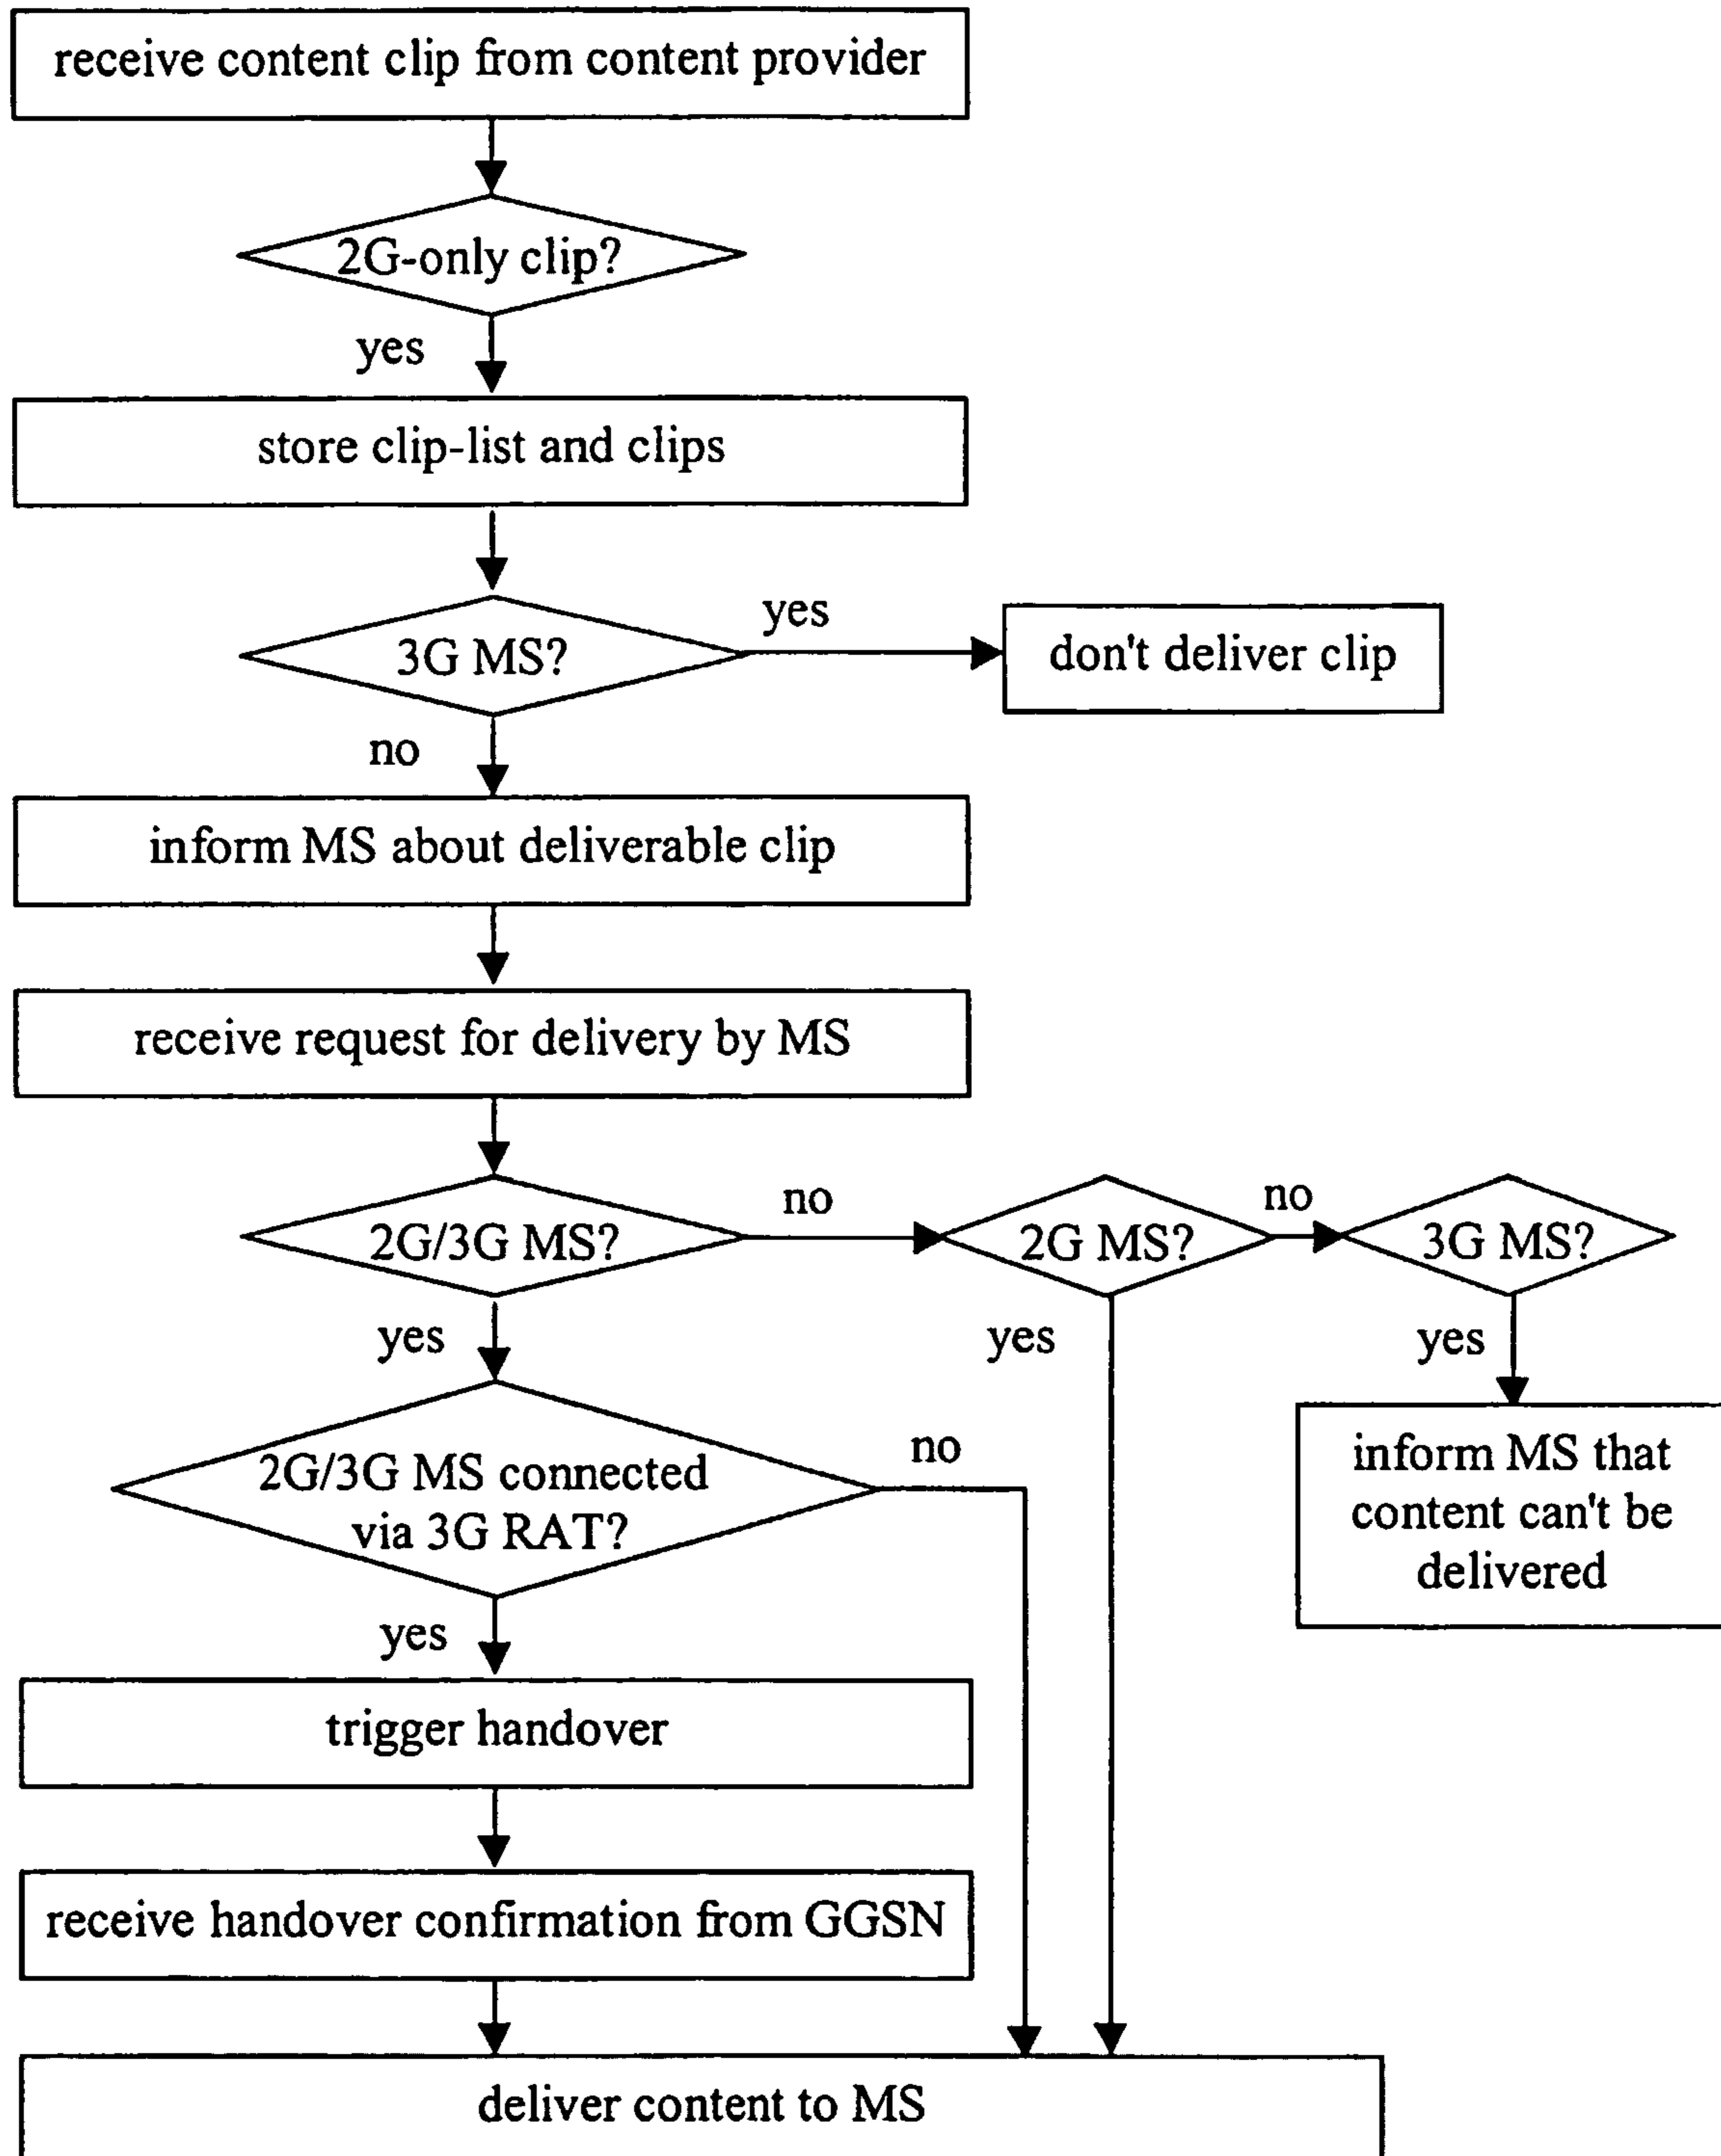 receive content clip from content provider
2G-only clip?
yes
store clip-list and clips
3G MS?
yes
don't deliver clip
no
inform MS about deliverable clip
receive request for delivery by MS
2G/3G MS?
no
2G MS?
no
3G MS?
yes
yes
yes
2G/3G MS connected
via 3G RAT?
no
inform MS that
content can't be
delivered
yes
trigger handover
receive handover confirmation from GGSN
deliver content to MS